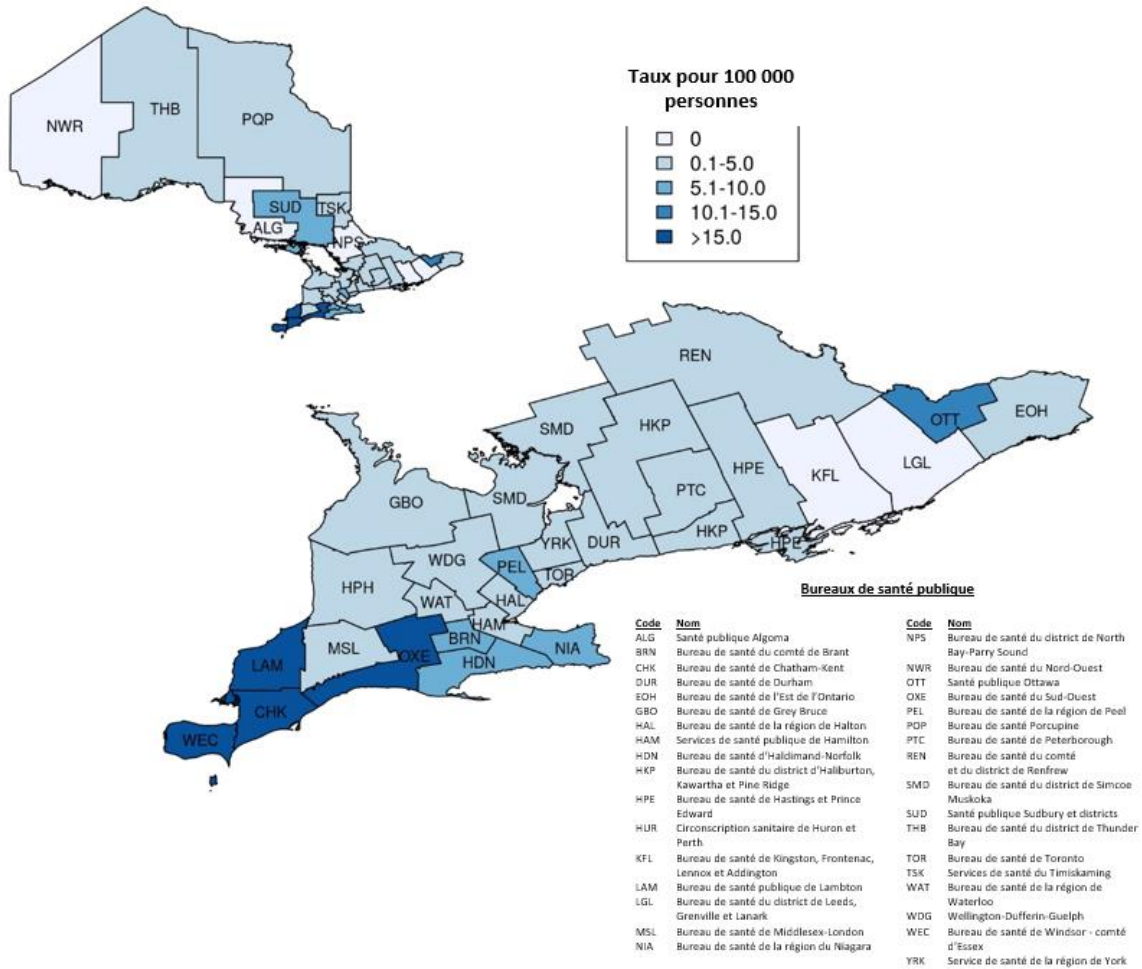 NWR
THB
PQP
SUD
TSK
ALG
NPS
Taux pour 100 000
personnes
0
0.1-5.0
5.1-10.0
10.1-15.0
>15.0
REN
SMD
HKP
OTT
EOH
HPE
LGL
KFL
PTC
GBO
SMD
HKP
YRK
DUR
HPE
WDG
PEL
TOR
HPH
WAT
HAL
HAM
MSL
BRN
OXE
NIA
LAM
HDN
CHK
WEC
Bureaux de santé publique
Code Nom
ALG Santé publique Algoma
BRN Bureau de santé du comté de Brant
CHK Bureau de santé de Chatham-Kent
DUR Bureau de santé de Durham
EOH Bureau de santé de l'Est de l'Ontario
GBO Bureau de santé de Grey Bruce
HAL Bureau de santé de la région de Halton
HAM Services de santé publique de Hamilton
HDN Bureau de santé d'Haldimand-Norfolk
HKP Bureau de santé du district d'Haliburton,
Kawartha et Pine Ridge
HPE Bureau de santé de Hastings et Prince
Edward
HUR Circonscription sanitaire de Huron et
Perth
KFL Bureau de santé de Kingston, Frontenac,
Lennox et Addington
LAM Bureau de santé publique de Lambton
LGL Bureau de santé du district de Leeds,
Grenville et Lanark
MSL Bureau de santé de Middlesex-London
NIA Bureau de santé de la région du Niagara
Code Nom
NPS Bureau de santé du district de North
Bay-Parry Sound
NWR Bureau de santé du Nord-Ouest
OTT Santé publique Ottawa
OXE Bureau de santé du Sud-Ouest
PEL Bureau de santé de la région de Peel
PQP Bureau de santé Porcupine
PTC Bureau de santé de Peterborough
REN Bureau de santé du comté
et du district de Renfrew
SMD Bureau de santé du district de Simcoe
Muskoka
SUD Santé publique Sudbury et districts
THB Bureau de santé du district de Thunder
Bay
TOR Bureau de santé de Toronto
TSK Services de santé du Timiskaming
WAT Bureau de santé de la région de
Waterloo
WDG Wellington-Dufferin-Guelph
WEC Bureau de santé de Windsor - comté
d'Essex
YRK Service de santé de la région de York